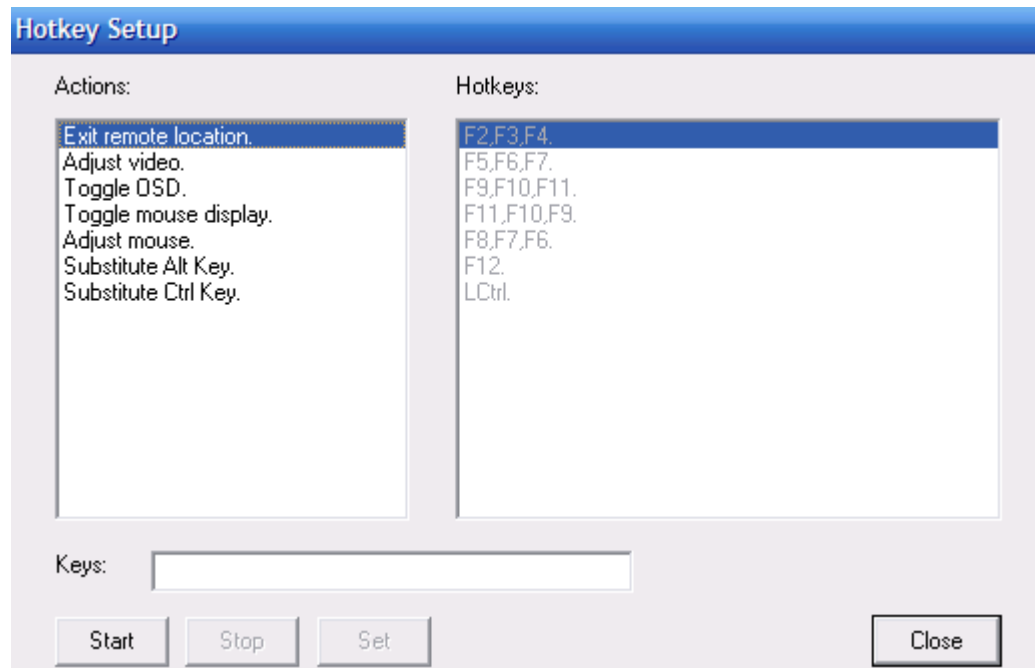 Hotkey Setup
Actions:
Exit remote location.
Adjust video.
Toggle OSD.
Toggle mouse display.
Adjust mouse.
Substitute Alt Key.
Substitute Ctrl Key.
Hotkeys:
F2,F3,F4.
F5,F6,F7.
F9,F10,F11.
F11,F10,F9.
F8,F7,F6.
F12.
LCtrl.
Keys:
Start Stop Set Close